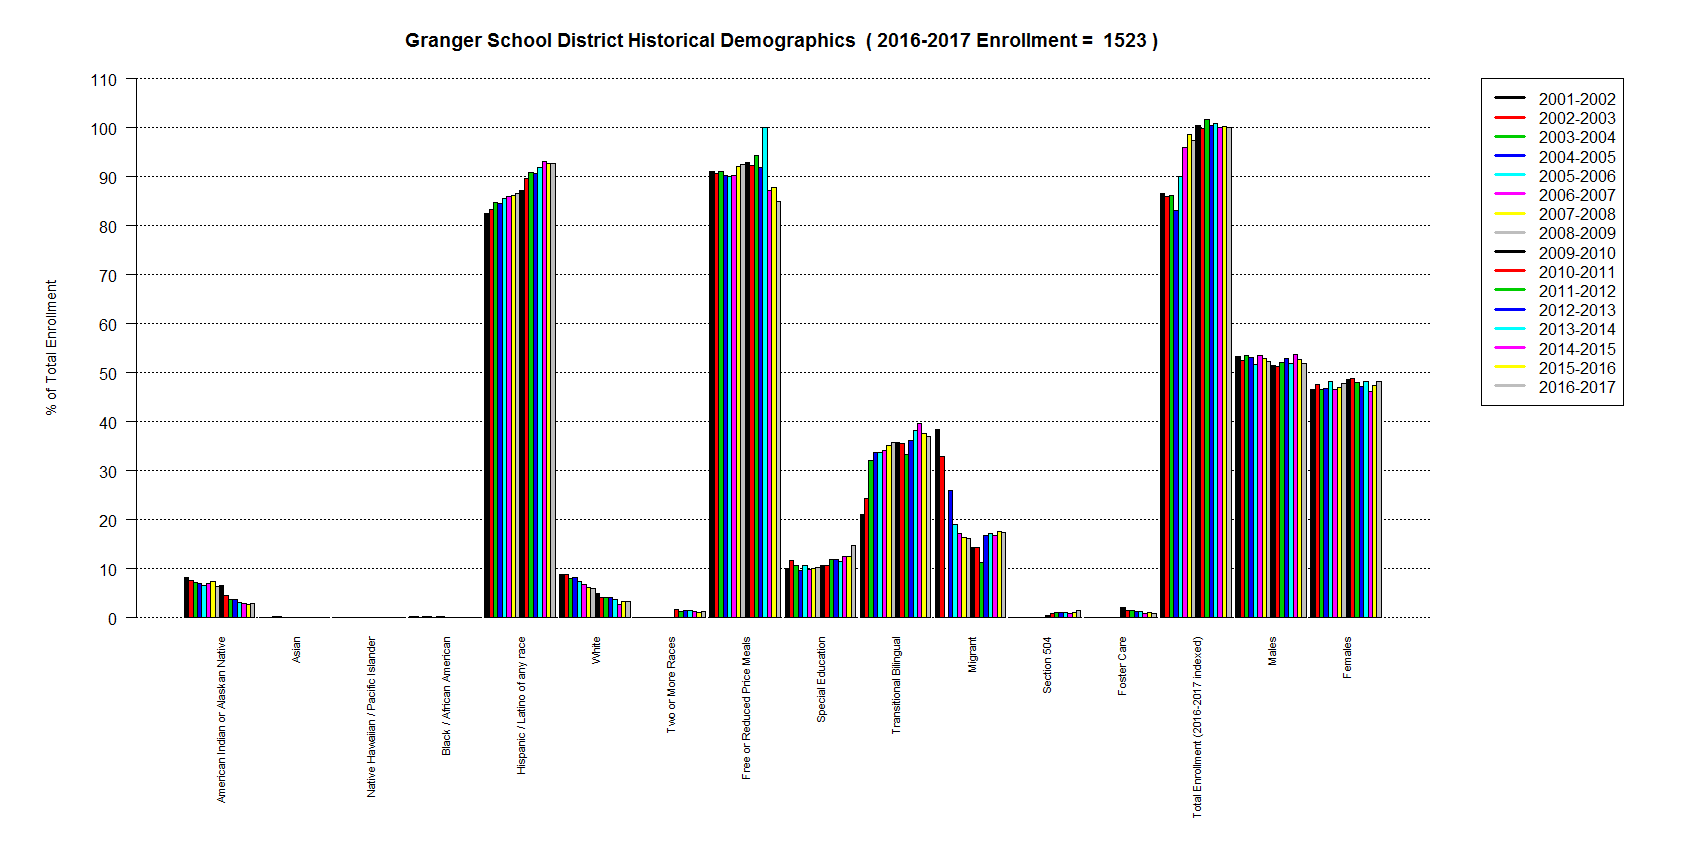 Granger School District Historical Demographics ( 2016-2017 Enrollment = 1523 )
% of Total Enrollment
110
100
90
80
70
60
50
40
30
20
10
0
American Indian or Alaskan Native
Asian
Native Hawaiian / Pacific Islander
Black / African American
Hispanic / Latino of any race
White
Two or More Races
Free or Reduced Price Meals
Special Education
Transitional Bilingual
Migrant
Section 504
Foster Care
Total Enrollment (2016-2017 indexed)
Males
Females
2001-2002
2002-2003
2003-2004
2004-2005
2005-2006
2006-2007
2007-2008
2008-2009
2009-2010
2010-2011
2011-2012
2012-2013
2013-2014
2014-2015
2015-2016
2016-2017